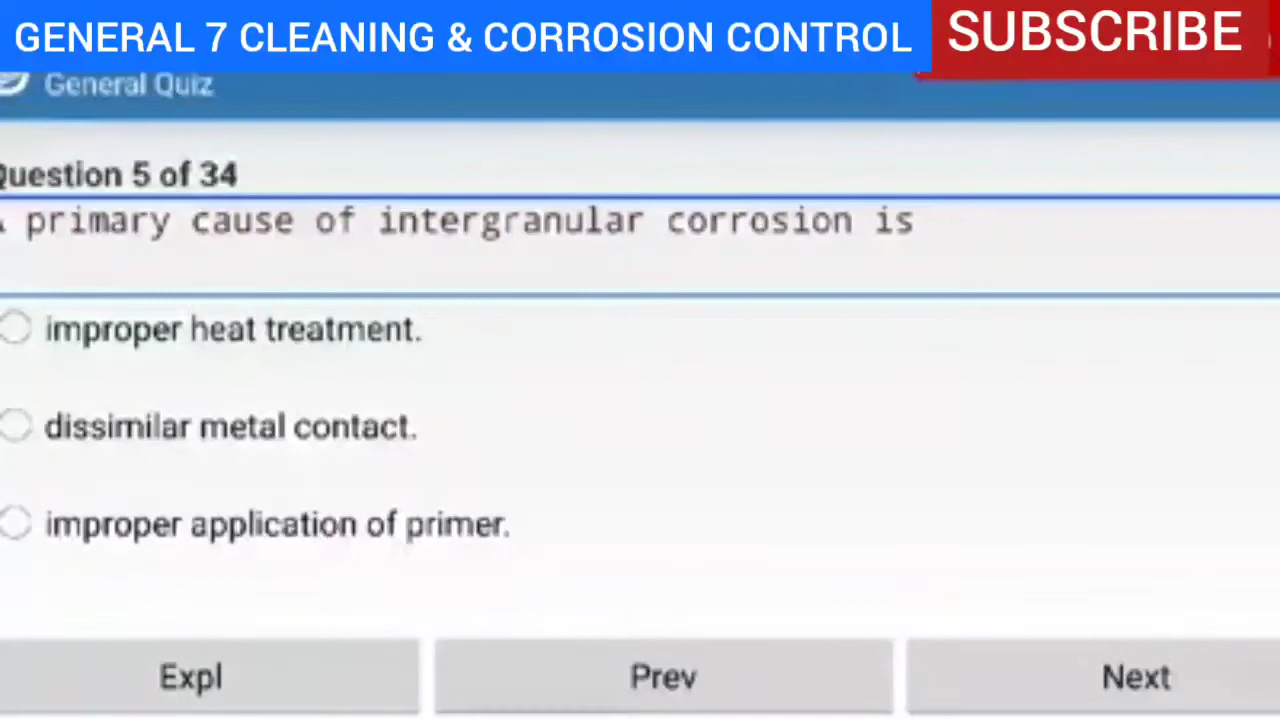 GENERAL 7 CLEANING & CORROSION CONTROL
SUBSCRIBE
General Quiz
Question 5 of 34
primary cause of intergranular corrosion is
improper heat treatment.
dissimilar metal contact.
improper application of primer.
Expl
Prev
Next